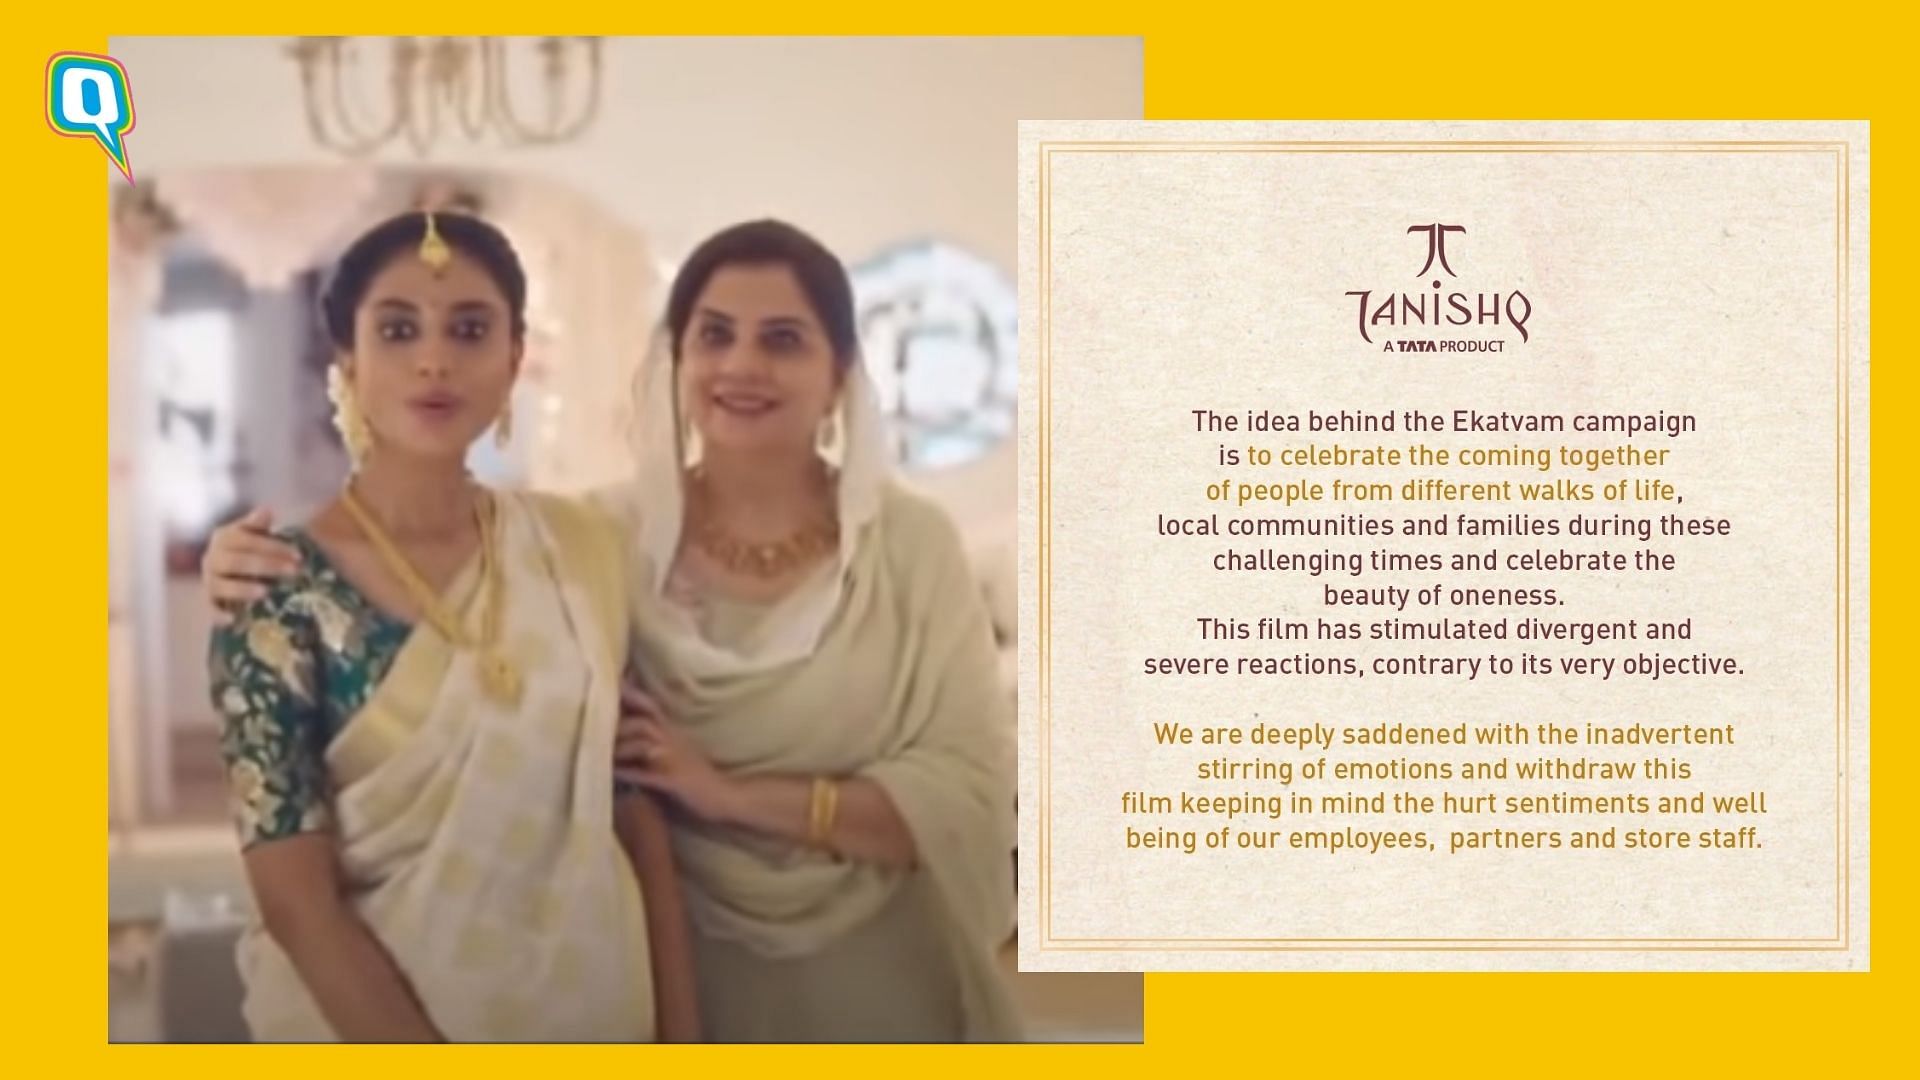 Q
TANiSHQ
A TATA PRODUCT
The idea behind the Ekatvam campaign
is to celebrate the coming together
of people from different walks of life,
local communities and families during these
challenging times and celebrate the
beauty of oneness.
This film has stimulated divergent and
severe reactions, contrary to its very objective.
We are deeply saddened with the inadvertent
stirring of emotions and withdraw this
film keeping in mind the hurt sentiments and well
being of our employees, partners and store staff.